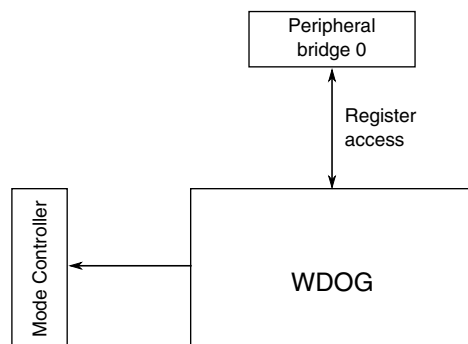 Peripheral
bridge 0
Register
access
Mode Controller
WDOG